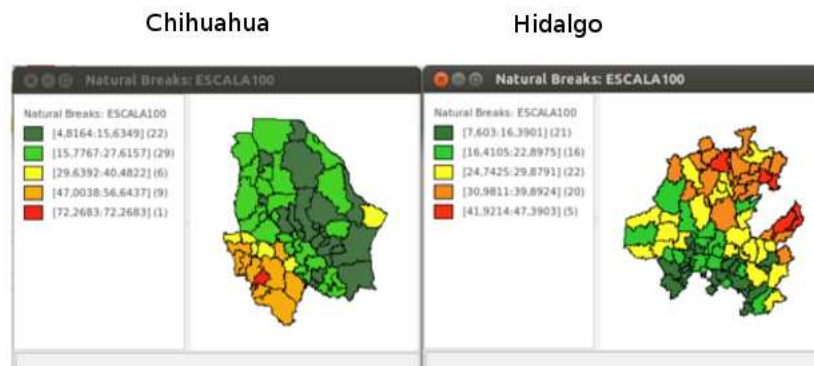 Chihuahua
Hidalgo
Natural Breaks: ESCALA100
Natural Breaks: ESCALA100
[4,8164:15,6349] (22)
[15,7767:27,6157] (29)
[29,6392:40,4822] (6)
[47,0038:56,6437] (9)
[72,2683:72,2683] (1)
Natural Breaks: ESCALA100
Natural Breaks: ESCALA100
[7,603:16,3901] (21)
[16,4105:22,8975] (16)
[24,7425:29,8791] (22)
[30,9811:39,8924] (20)
[41,9214:47,3903] (5)